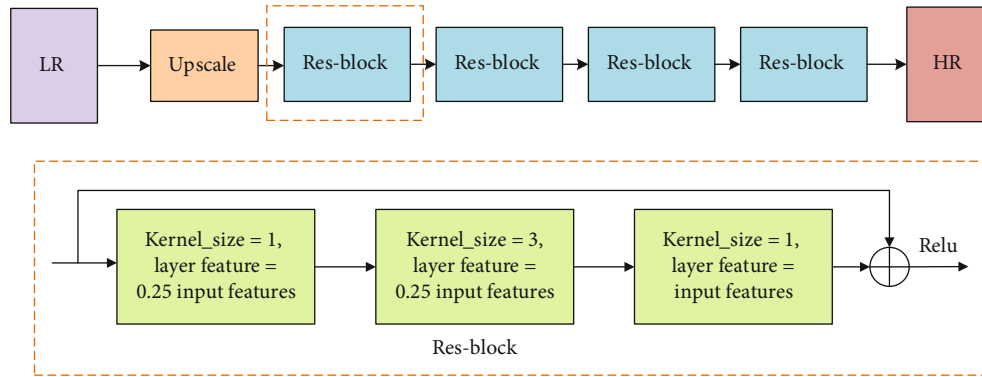 LR
Upscale
Res-block
Res-block
Res-block
Res-block
HR
Kernel_size = 1,
layer feature =
0.25 input features
Kernel_size = 3,
layer feature =
0.25 input features
Kernel_size = 1,
layer feature =
input features
Relu
Res-block